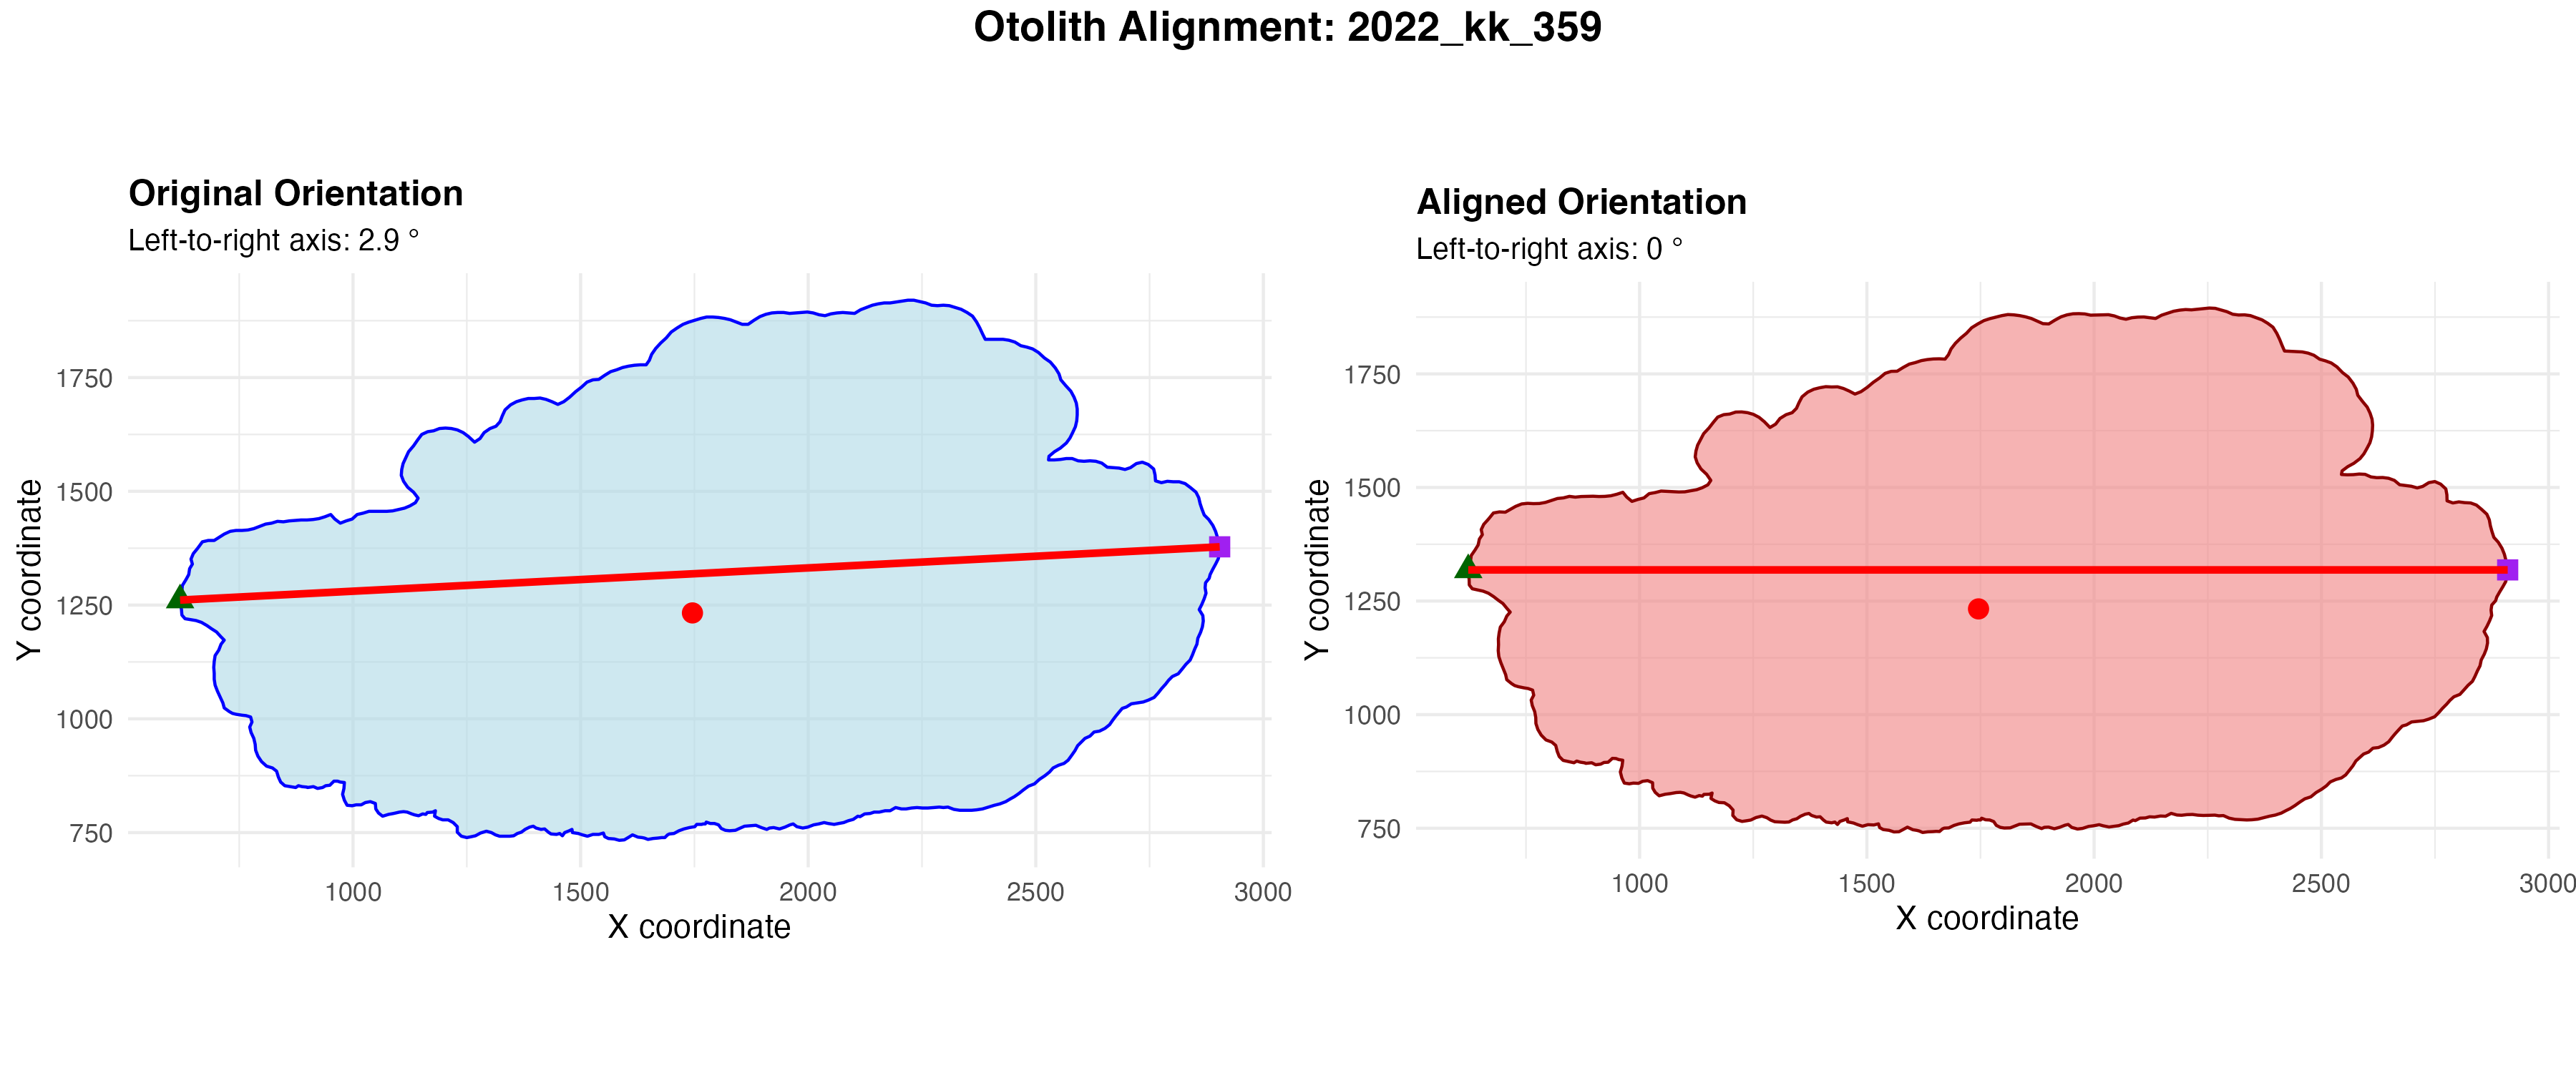 Otolith Alignment: 2022_kk_359
Original Orientation
Left-to-right axis: 2.9 °
Y coordinate
1750
1500
1250
1000
750
1000 1500 2000 2500 3000
X coordinate
Aligned Orientation
Left-to-right axis: 0 °
Y coordinate
1750
1500
1250
1000
750
1000 1500 2000 2500 3000
X coordinate